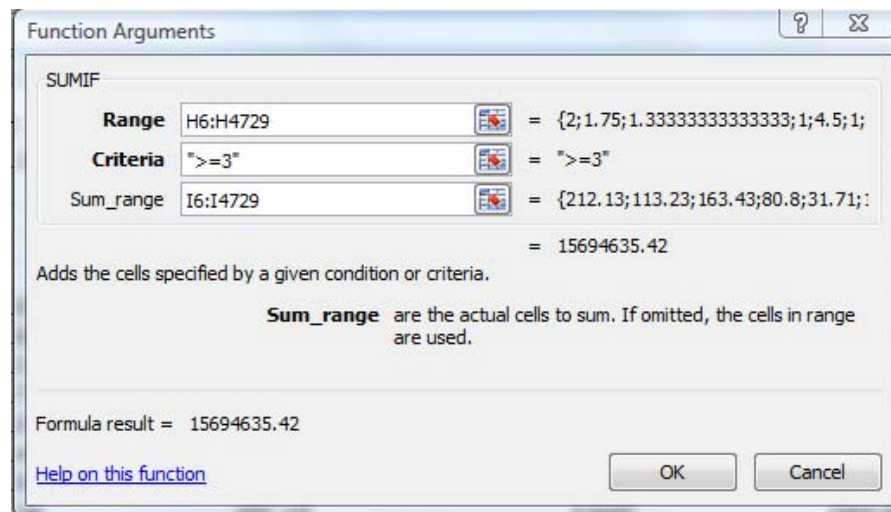 Function Arguments
SUMIF
Range H6:H4729 = {2;1.75;1.33333333333333;1;4.5;1;
Criteria ">=3" = ">=3"
Sum_range I6:I4729 = {212.13;113.23;163.43;80.8;31.71;1
= 15694635.42
Adds the cells specified by a given condition or criteria.
Sum_range are the actual cells to sum. If omitted, the cells in range
are used.
Formula result = 15694635.42
Help on this function OK Cancel